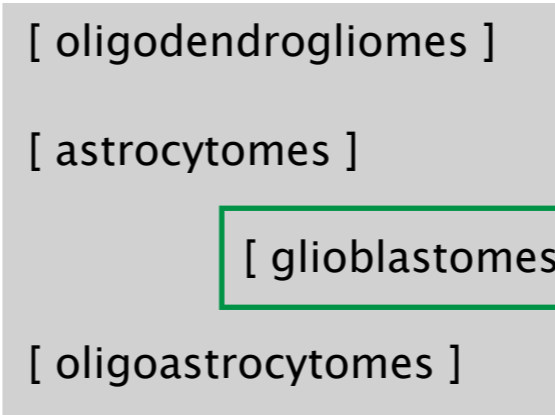 [ oligodendrogliomes ]
[ astrocytomes ]
[ glioblastomes
[ oligoastrocytomes ]